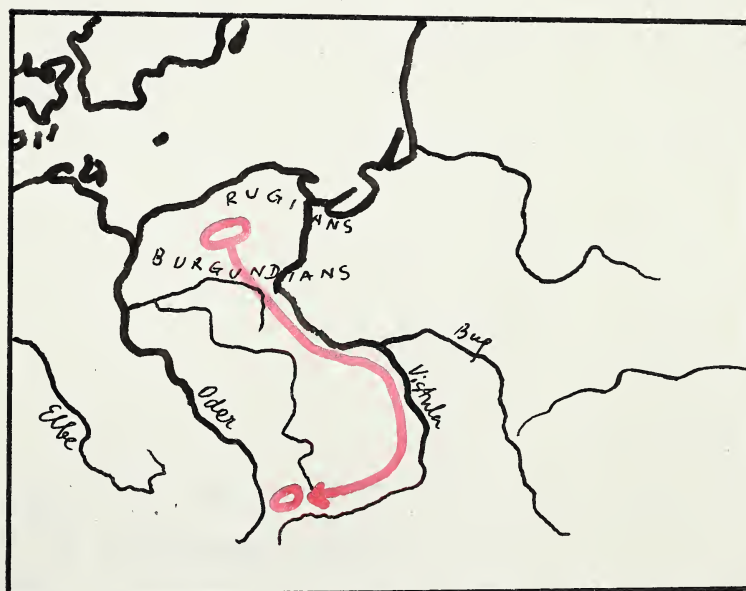 RUGIANS
BURGUNDIANS
Bug
Vistula
Oder
Elbe